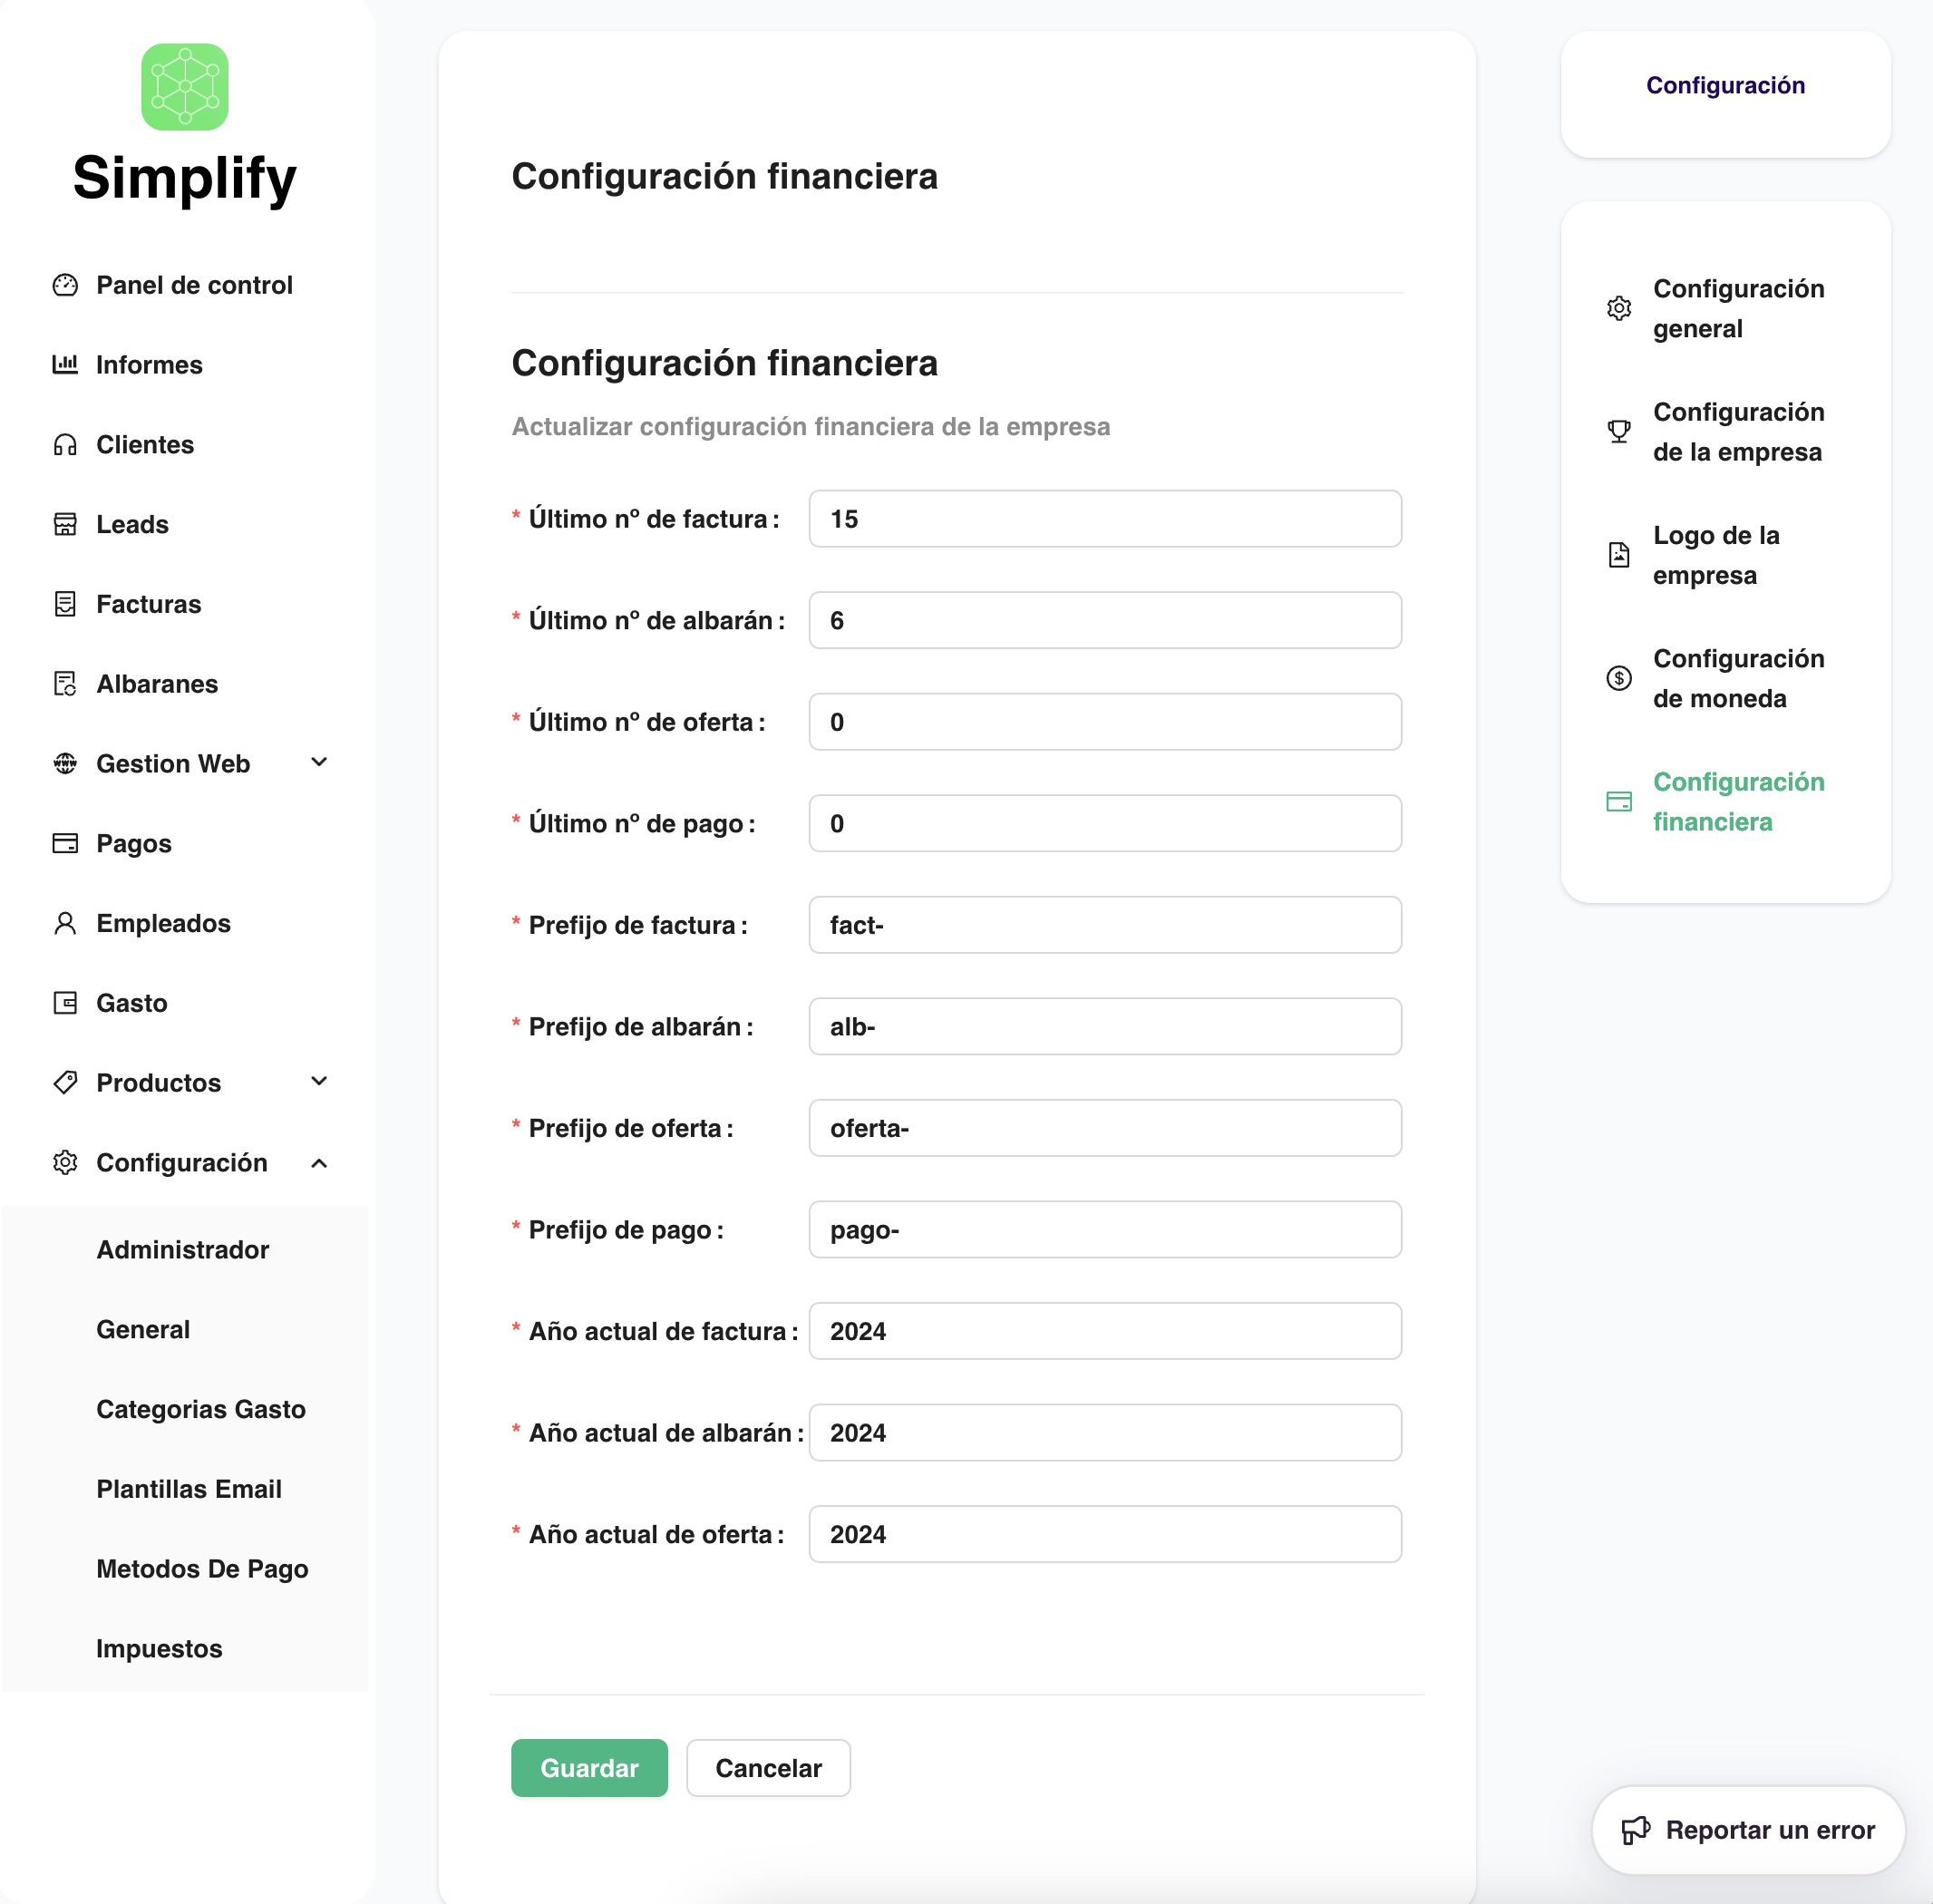 Simplify
Panel de control
Informes
Clientes
Leads
Facturas
Albaranes
Gestion Web
Pagos
Empleados
Gasto
Productos
Configuración
Administrador
General
Categorias Gasto
Plantillas Email
Metodos De Pago
Impuestos
Configuración financiera
Configuración financiera
Actualizar configuración financiera de la empresa
* Último nº de factura : 15
* Último nº de albarán : 6
* Último nº de oferta : 0
* Último nº de pago : 0
* Prefijo de factura : fact-
* Prefijo de albarán : alb-
* Prefijo de oferta : oferta-
* Prefijo de pago : pago-
* Año actual de factura : 2024
* Año actual de albarán : 2024
* Año actual de oferta : 2024
Guardar Cancelar
Configuración
Configuración
general
Configuración
de la empresa
Logo de la
empresa
Configuración
de moneda
Configuración
financiera
Reportar un error